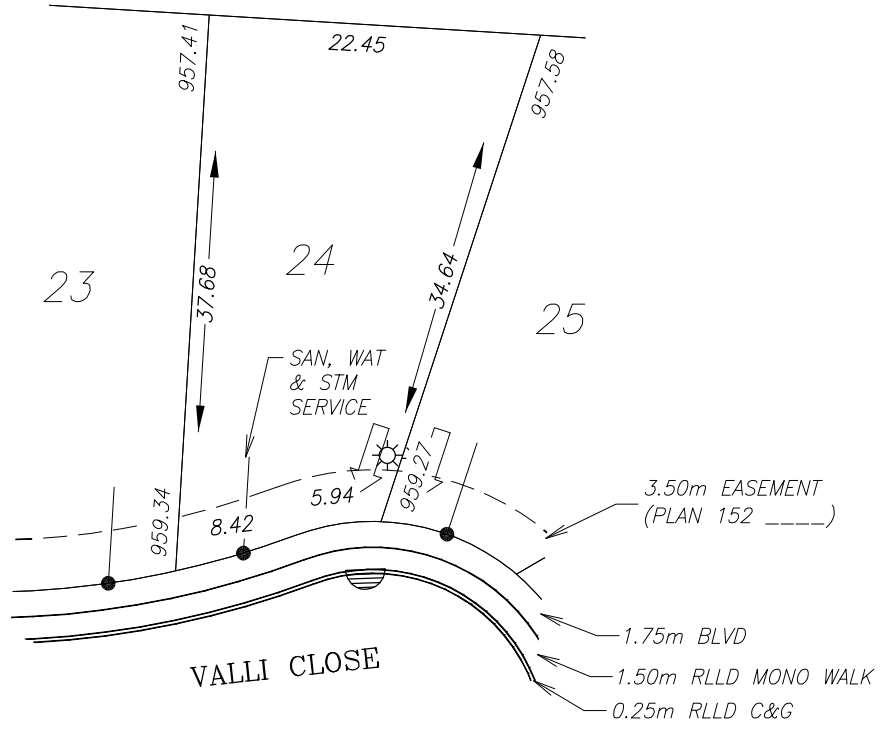 957.41
22.45
957.58
37.68
34.64
23
24
25
SAN, WAT
& STM
SERVICE
959.34
8.42
5.94
959.27
3.50m EASEMENT
(PLAN 152 ____)
1.75m BLVD
1.50m RLLD MONO WALK
0.25m RLLD C&G
VALLI CLOSE